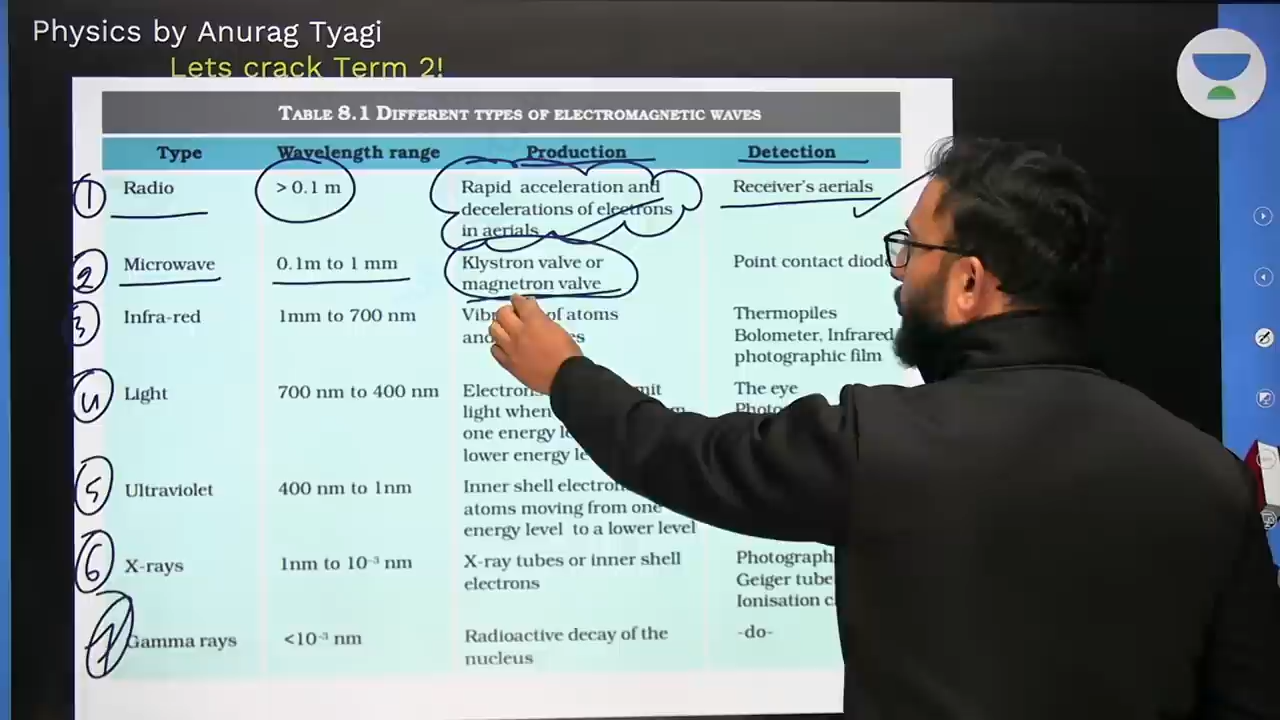 Physics by Anurag Tyagi
Lets crack Term 2!
TABLE 8.1 DIFFERENT TYPES OF ELECTROMAGNETIC WAVES
Type Wavelength range Production Detection
1 Radio > 0.1 m Rapid acceleration and Receiver's aerials
decelerations of electrons
in aerials
2 Microwave 0.1m to 1 mm Klystron valve or Point contact
magnetron valve
3 Infra-red 1mm to 700 nm of atoms Thermopiles
Bolometer, Infrared
photographic film
4 Light 700 nm to 400 nm The eye
light when
one energy
lower energy
5 Ultraviolet 400 nm to 1nm Inner shell
atoms moving from one
energy level to a lower level
6 X-rays 1nm to 10⁻³ nm X-ray tubes or inner shell
electrons Geiger tube
Ionisation
7 Gamma rays <10⁻³ nm Radioactive decay of the -do-
nucleus